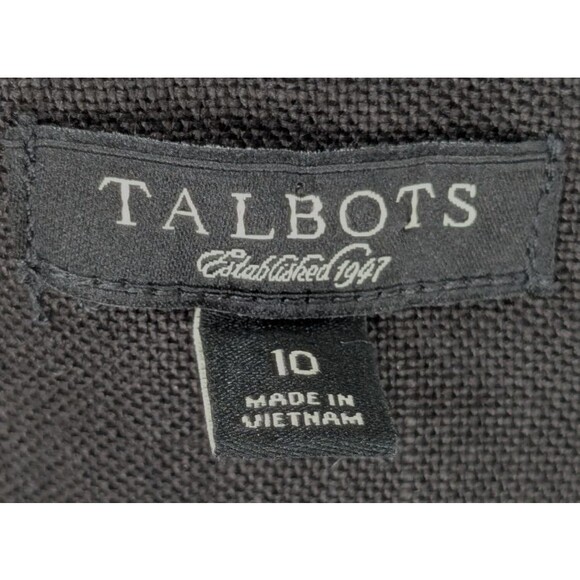 TALBOTS
Established 1947
10
MADE IN
VIETNAM